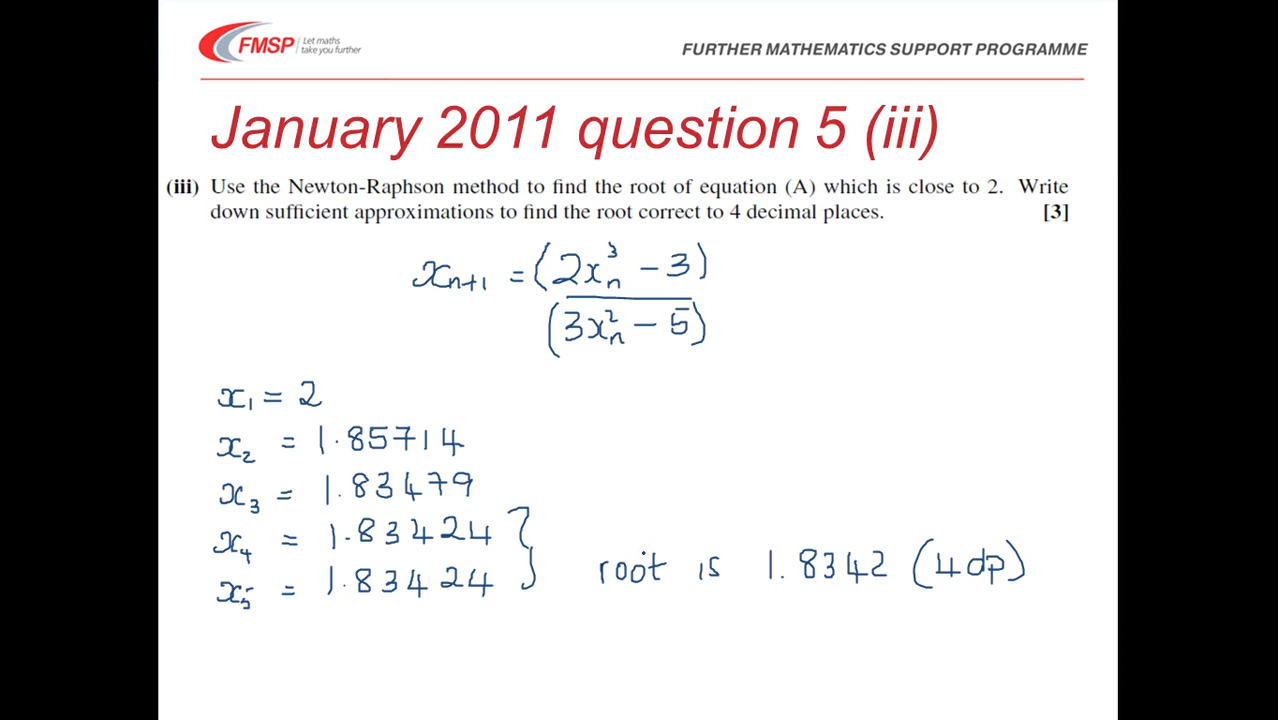 FMSP
Let maths
take you further
FURTHER MATHEMATICS SUPPORT PROGRAMME
January 2011 question 5 (iii)
(iii) Use the Newton-Raphson method to find the root of equation (A) which is close to 2. Write
down sufficient approximations to find the root correct to 4 decimal places. [3]
xₙ₊₁ = (2xₙ³ − 3)
(3xₙ² − 5)
x₁ = 2
x₂ = 1.85714
x₃ = 1.83479
x₄ = 1.83424
x₅ = 1.83424
root is 1.8342 (4dp)